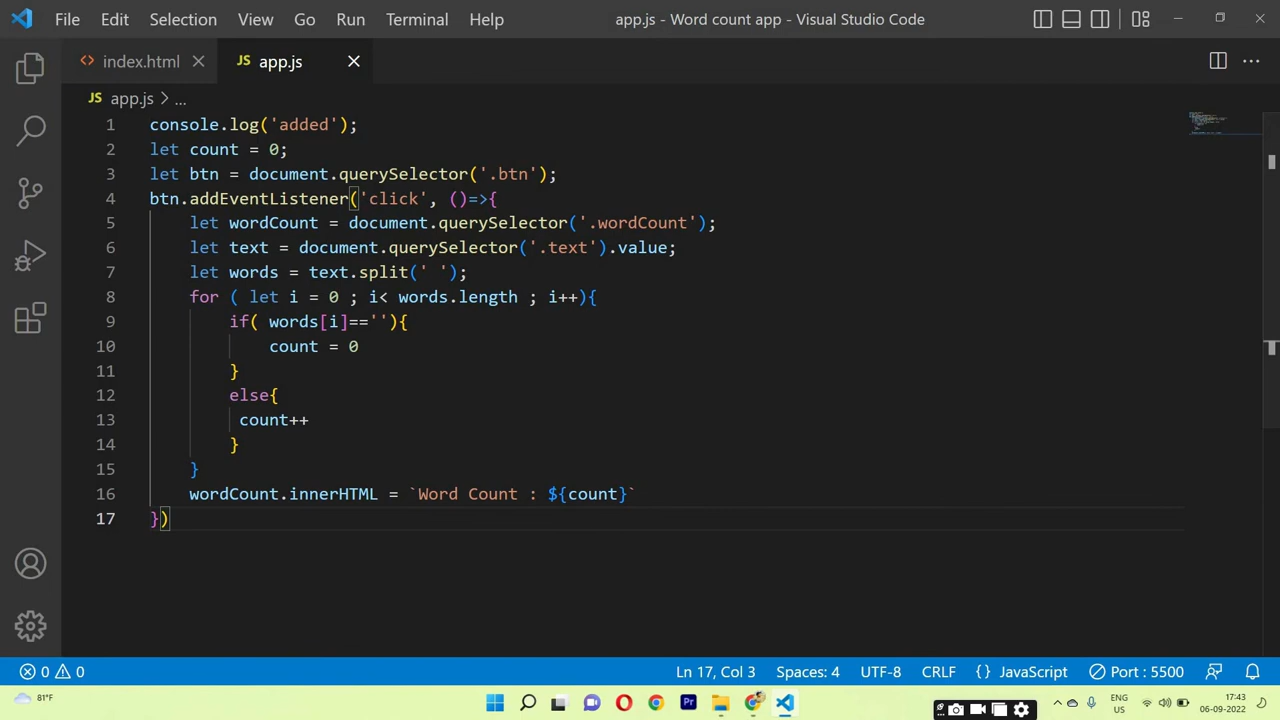 File Edit Selection View Go Run Terminal Help app.js - Word count app - Visual Studio Code
index.html JS app.js
JS app.js > ...
1 console.log('added');
2 let count = 0;
3 let btn = document.querySelector('.btn');
4 btn.addEventListener('click', ()=>{
5 let wordCount = document.querySelector('.wordCount');
6 let text = document.querySelector('.text').value;
7 let words = text.split(' ');
8 for ( let i = 0 ; i< words.length ; i++){
9 if( words[i]==''){
10 count = 0
11 }
12 else{
13 count++
14 }
15 }
16 wordCount.innerHTML = `Word Count : ${count}`
17 })
0 0 Ln 17, Col 3 Spaces: 4 UTF-8 CRLF {} JavaScript Port : 5500
81°F Pr ENG 17:43
US 06-09-2022